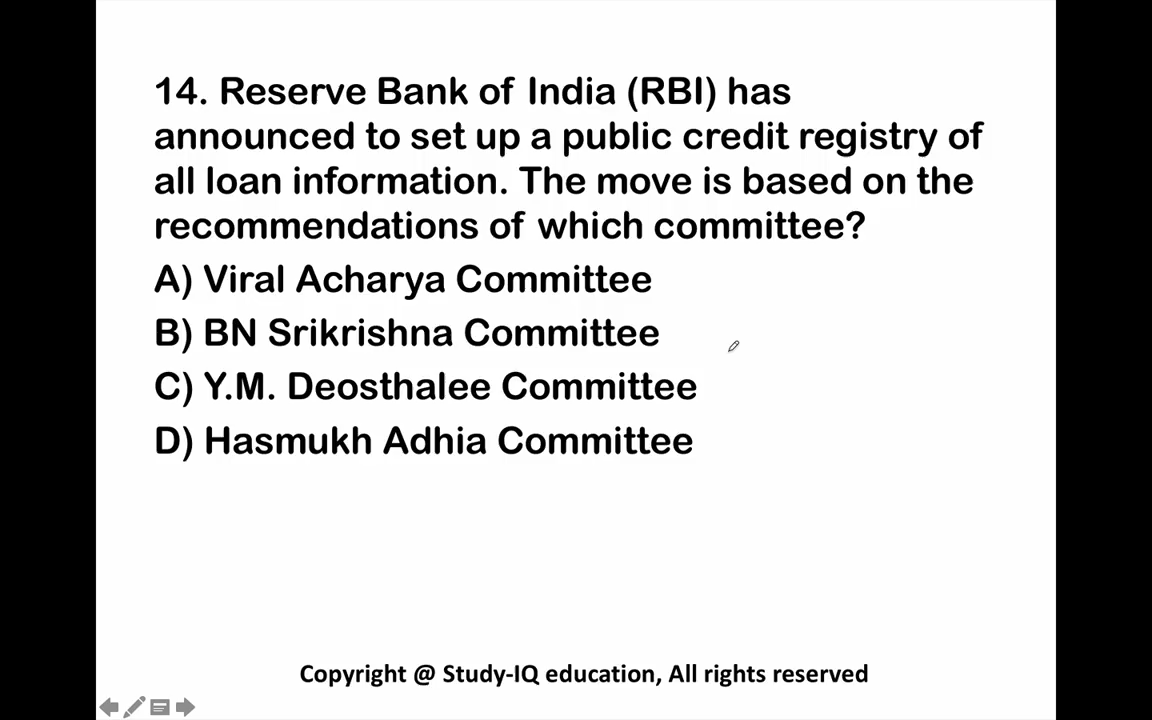 14. Reserve Bank of India (RBI) has
announced to set up a public credit registry of
all loan information. The move is based on the
recommendations of which committee?
A) Viral Acharya Committee
B) BN Srikrishna Committee
C) Y.M. Deosthalee Committee
D) Hasmukh Adhia Committee
Copyright @ Study-IQ education, All rights reserved